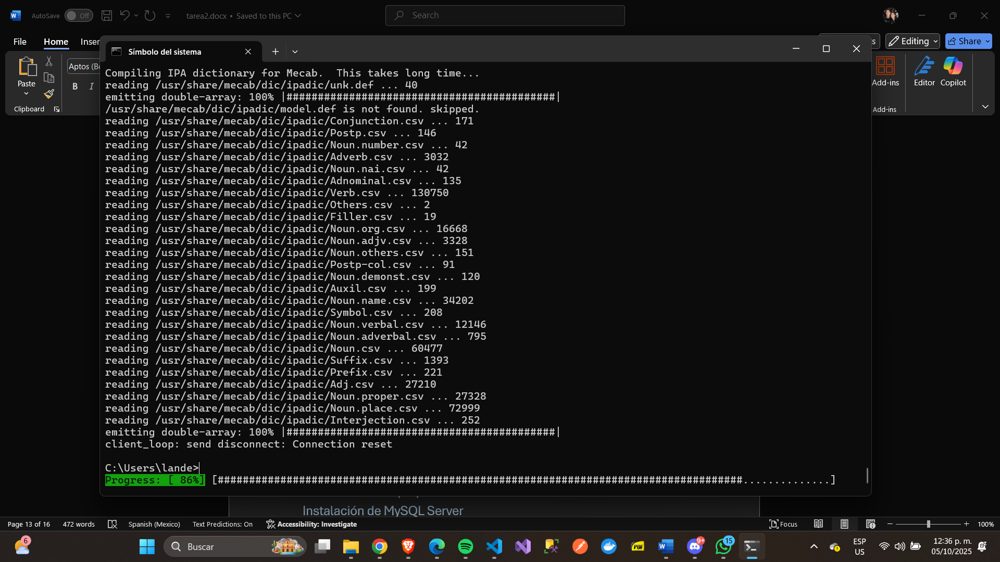 AutoSave
Off
tarea2.docx • Saved to this PC
Search
File
Home
Inser
s
Editing
Share
Paste
Aptos (Bo
B
I
Clipboard
Add-ins
Editor
Copilot
Add-ins
Símbolo del sistema
Compiling IPA dictionary for Mecab.  This takes long time...
reading /usr/share/mecab/dic/ipadic/unk.def ... 40
emitting double-array: 100% |###########################################|
/usr/share/mecab/dic/ipadic/model.def is not found. skipped.
reading /usr/share/mecab/dic/ipadic/Conjunction.csv ... 171
reading /usr/share/mecab/dic/ipadic/Postp.csv ... 146
reading /usr/share/mecab/dic/ipadic/Noun.number.csv ... 42
reading /usr/share/mecab/dic/ipadic/Adverb.csv ... 3032
reading /usr/share/mecab/dic/ipadic/Noun.nai.csv ... 42
reading /usr/share/mecab/dic/ipadic/Adnominal.csv ... 135
reading /usr/share/mecab/dic/ipadic/Verb.csv ... 130750
reading /usr/share/mecab/dic/ipadic/Others.csv ... 2
reading /usr/share/mecab/dic/ipadic/Filler.csv ... 19
reading /usr/share/mecab/dic/ipadic/Noun.org.csv ... 16668
reading /usr/share/mecab/dic/ipadic/Noun.adjv.csv ... 3328
reading /usr/share/mecab/dic/ipadic/Noun.others.csv ... 151
reading /usr/share/mecab/dic/ipadic/Postp-col.csv ... 91
reading /usr/share/mecab/dic/ipadic/Noun.demonst.csv ... 120
reading /usr/share/mecab/dic/ipadic/Auxil.csv ... 199
reading /usr/share/mecab/dic/ipadic/Noun.name.csv ... 34202
reading /usr/share/mecab/dic/ipadic/Symbol.csv ... 208
reading /usr/share/mecab/dic/ipadic/Noun.verbal.csv ... 12146
reading /usr/share/mecab/dic/ipadic/Noun.adverbal.csv ... 795
reading /usr/share/mecab/dic/ipadic/Noun.csv ... 60477
reading /usr/share/mecab/dic/ipadic/Suffix.csv ... 1393
reading /usr/share/mecab/dic/ipadic/Prefix.csv ... 221
reading /usr/share/mecab/dic/ipadic/Adj.csv ... 27210
reading /usr/share/mecab/dic/ipadic/Noun.proper.csv ... 27328
reading /usr/share/mecab/dic/ipadic/Noun.place.csv ... 72999
reading /usr/share/mecab/dic/ipadic/Interjection.csv ... 252
emitting double-array: 100% |###########################################|
client_loop: send disconnect: Connection reset
C:\Users\lande>
Progress: [ 86%] [####################################################################################..............]
Instalación de MySQL Server
Page 13 of 16
472 words
Spanish (Mexico)
Text Predictions: On
Accessibility: Investigate
Focus
100%
6
Buscar
PDF
9+
15
ESP
US
12:36 p. m.
05/10/2025